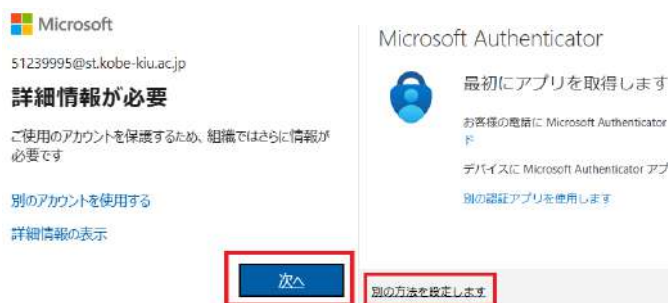 Microsoft
51239995@st.kobe-kiu.ac.jp
詳細情報が必要
ご使用のアカウントを保護するため、組織ではさらに情報が
必要です
別のアカウントを使用する
詳細情報の表示
次へ
Microsoft Authenticator
最初にアプリを取得します
お客様の電話に Microsoft Authenticator
ド
デバイスに Microsoft Authenticator アプ
別の認証アプリを使用します
別の方法を設定します